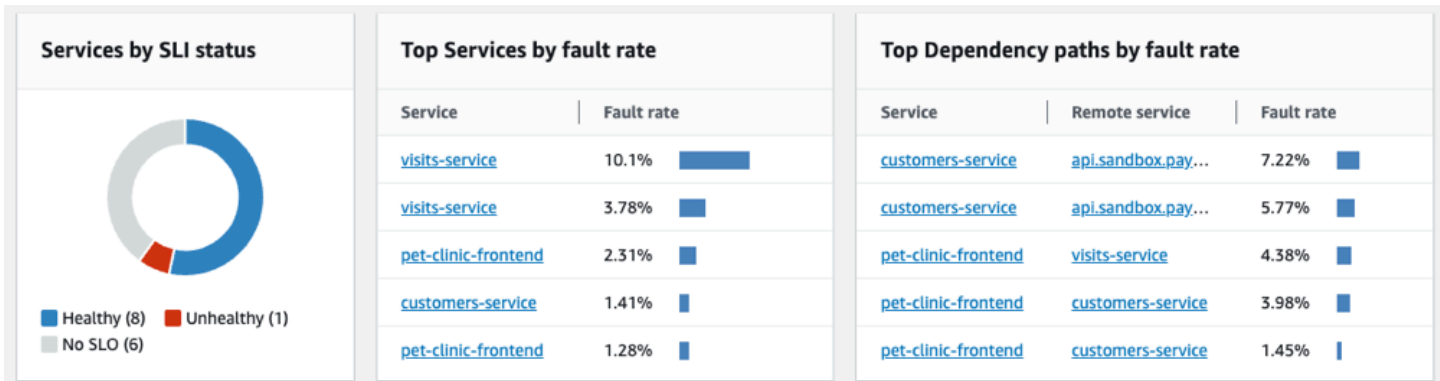 Services by SLI status
Healthy (8) Unhealthy (1)
No SLO (6)
Top Services by fault rate
Service Fault rate
visits-service 10.1%
visits-service 3.78%
pet-clinic-frontend 2.31%
customers-service 1.41%
pet-clinic-frontend 1.28%
Top Dependency paths by fault rate
Service Remote service Fault rate
customers-service api.sandbox.pay... 7.22%
customers-service api.sandbox.pay... 5.77%
pet-clinic-frontend visits-service 4.38%
pet-clinic-frontend customers-service 3.98%
pet-clinic-frontend customers-service 1.45%